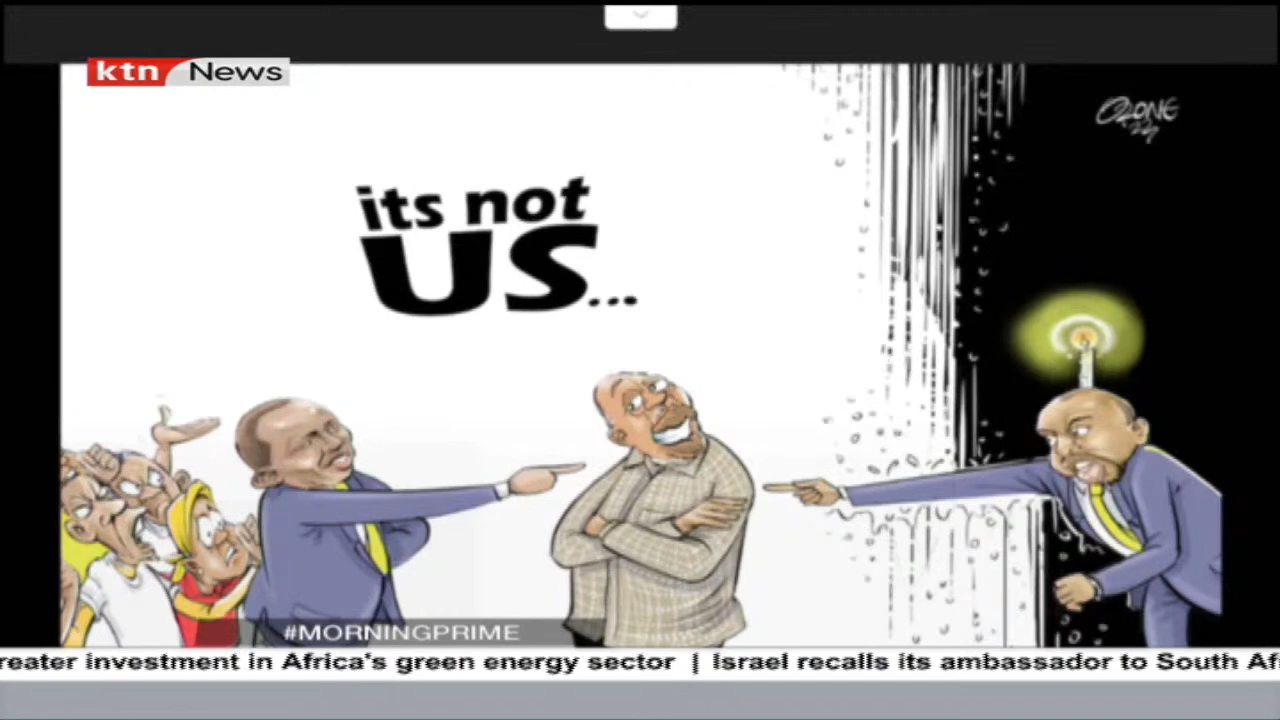 ktn News
OZONE
its not
US...
#MORNINGPRIME
reater investment in Africa's green energy sector | Israel recalls its ambassador to South Af